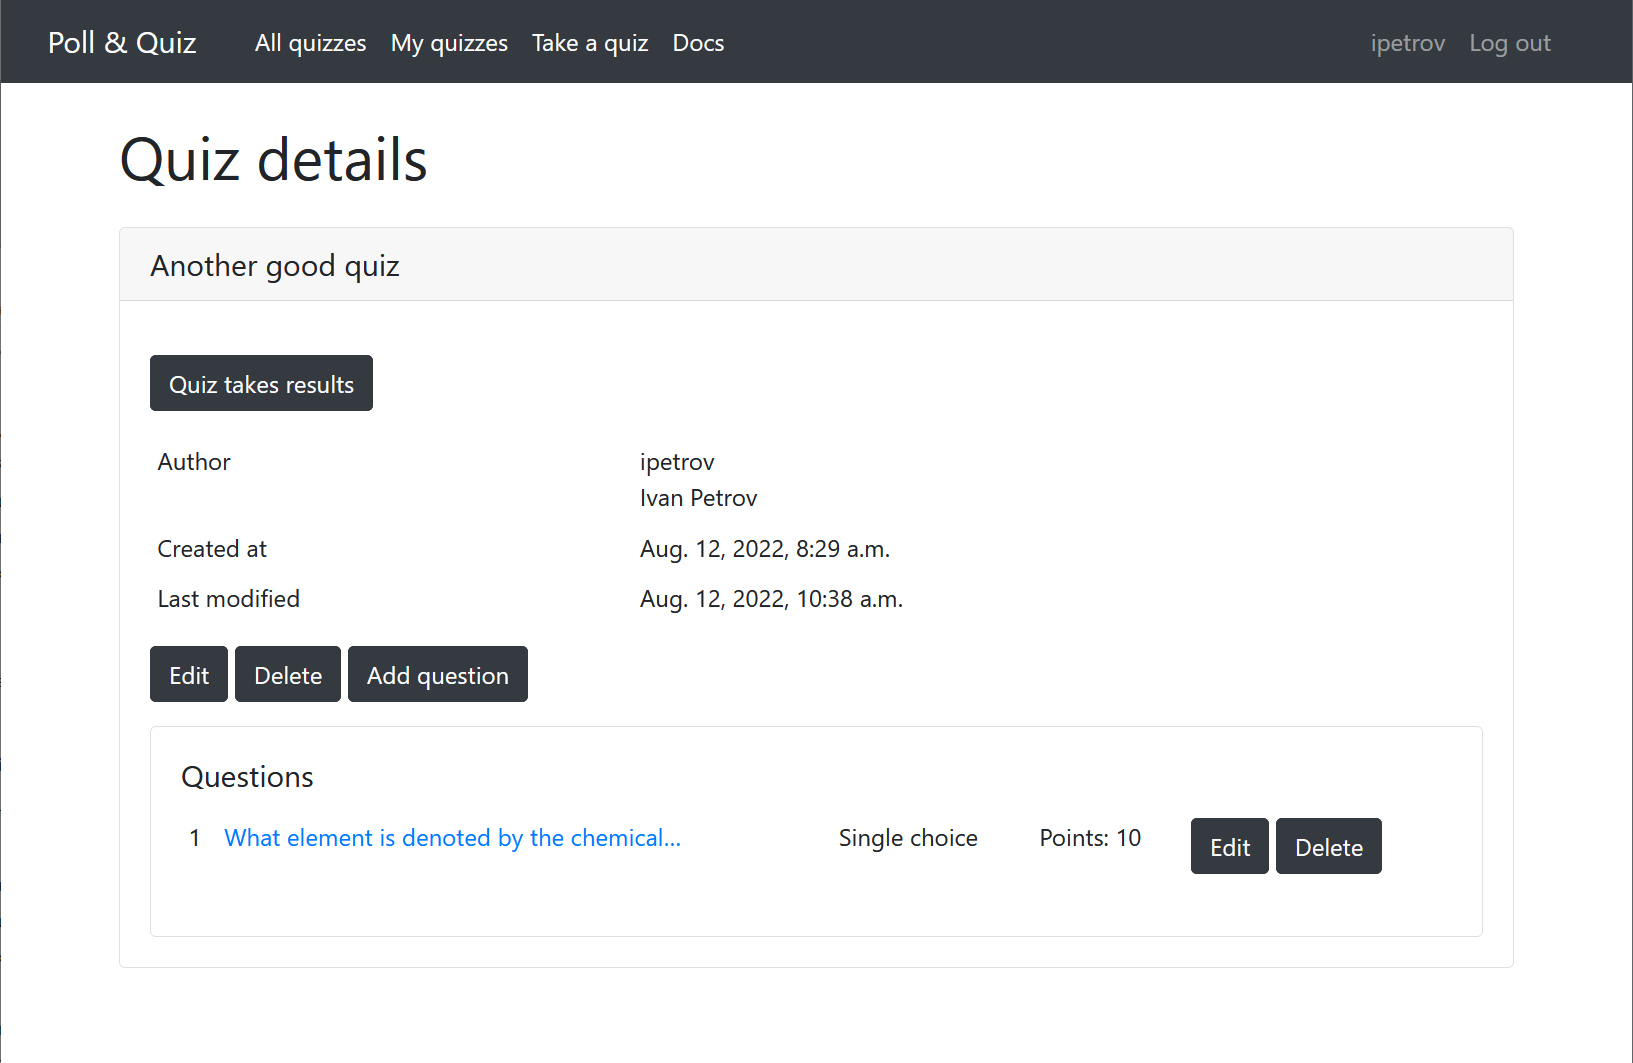 Poll & Quiz All quizzes My quizzes Take a quiz Docs ipetrov Log out
Quiz details
Another good quiz
Quiz takes results
Author ipetrov
Ivan Petrov
Created at Aug. 12, 2022, 8:29 a.m.
Last modified Aug. 12, 2022, 10:38 a.m.
Edit Delete Add question
Questions
1 What element is denoted by the chemical... Single choice Points: 10 Edit Delete